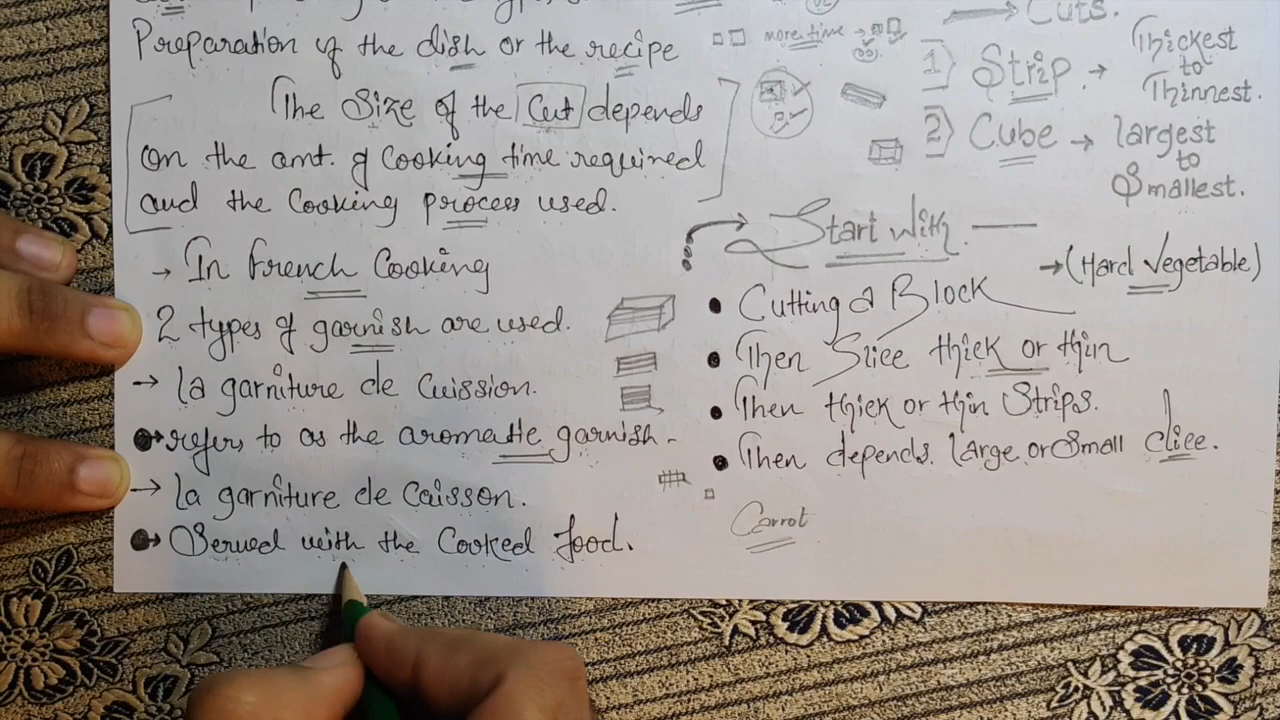 Preparation of the dish or the recipe
The Size of the Cut depends
on the amt. of Cooking time required
and the Cooking process used.
→ In French Cooking
2 types of garnish are used.
→ la garniture de Cuission.
→ refers to as the aromatte garnish.
→ la garniture de Caisson.
→ Served with the Cooked food.
more time →
→ Cuts.
1) Strip. → Thickest
to
Thinnest.
2) Cube → largest
to
Smallest.
Start with —
→ (Hard Vegetable)
• Cutting a Block
• Then Slice thick or thin
• Then thick or thin Strips.
• Then depends large or Small dice.
Carrot